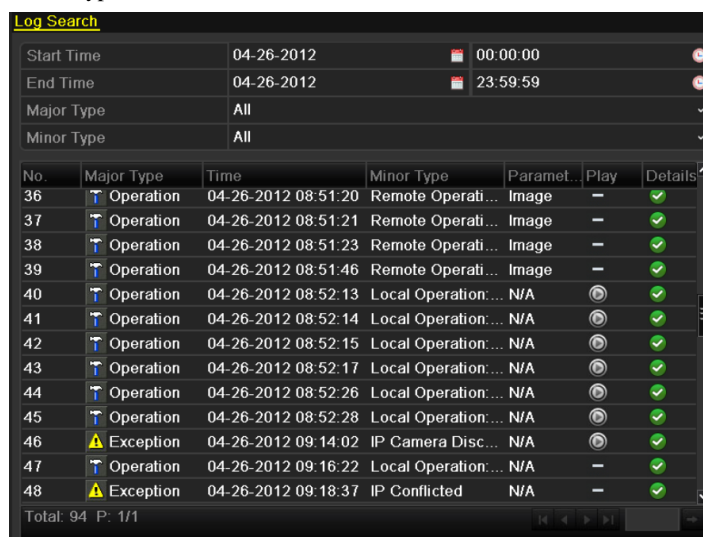 Log Search
Start Time 04-26-2012 00:00:00
End Time 04-26-2012 23:59:59
Major Type All
Minor Type All
No. Major Type Time Minor Type Paramet... Play Details
36 Operation 04-26-2012 08:51:20 Remote Operati... Image –
37 Operation 04-26-2012 08:51:21 Remote Operati... Image –
38 Operation 04-26-2012 08:51:23 Remote Operati... Image –
39 Operation 04-26-2012 08:51:46 Remote Operati... Image –
40 Operation 04-26-2012 08:52:13 Local Operation:... N/A
41 Operation 04-26-2012 08:52:14 Local Operation:... N/A
42 Operation 04-26-2012 08:52:15 Local Operation:... N/A
43 Operation 04-26-2012 08:52:17 Local Operation:... N/A
44 Operation 04-26-2012 08:52:26 Local Operation:... N/A
45 Operation 04-26-2012 08:52:28 Local Operation:... N/A
46 Exception 04-26-2012 09:14:02 IP Camera Disc... N/A
47 Operation 04-26-2012 09:16:22 Local Operation:... N/A –
48 Exception 04-26-2012 09:18:37 IP Conflicted N/A –
Total: 94 P: 1/1